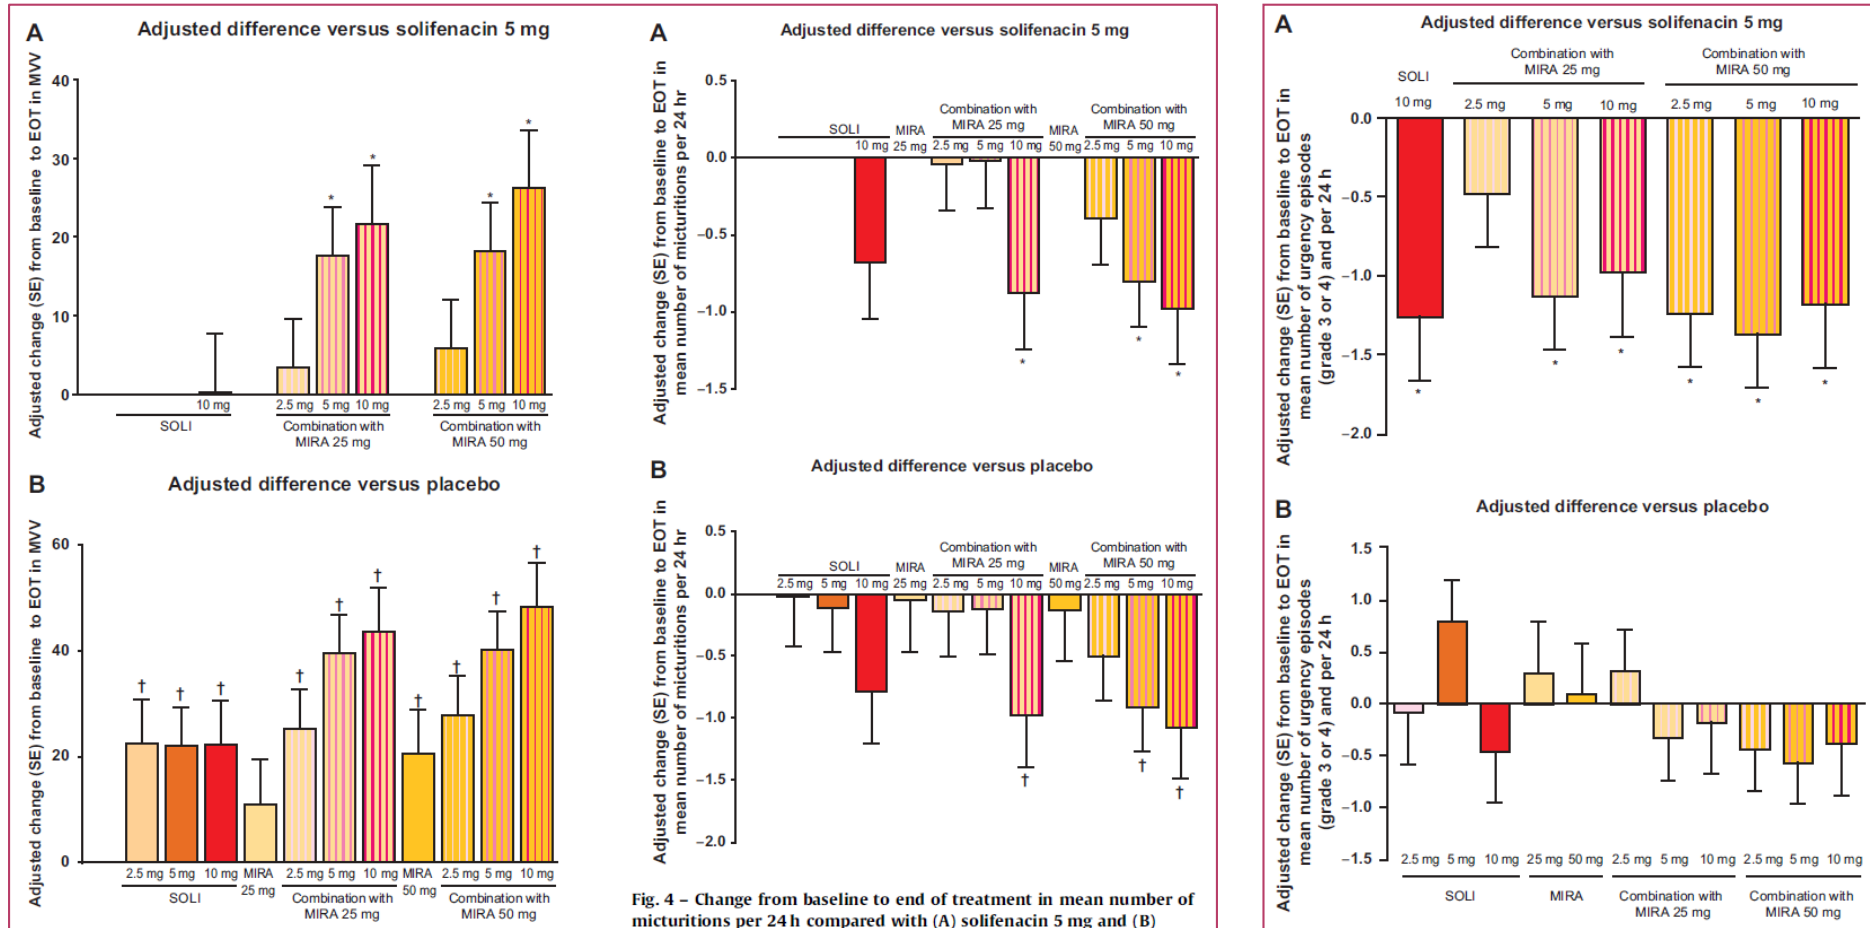 A
Adjusted difference versus solifenacin 5 mg
Adjusted change (SE) from baseline to EOT in MVV
40
30
20
10
0
*
*
*
*
10 mg
2.5 mg 5 mg 10 mg
2.5 mg 5 mg 10 mg
SOLI
Combination with
MIRA 25 mg
Combination with
MIRA 50 mg
B
Adjusted difference versus placebo
Adjusted change (SE) from baseline to EOT in MVV
60
40
20
0
† † † † † † † † † †
2.5 mg 5 mg 10 mg
MIRA
25 mg
2.5 mg 5 mg 10 mg
MIRA
50 mg
2.5 mg 5 mg 10 mg
SOLI
Combination with
MIRA 25 mg
Combination with
MIRA 50 mg
A
Adjusted difference versus solifenacin 5 mg
Adjusted change (SE) from baseline to EOT in
mean number of micturitions per 24 hr
0.5
0.0
−0.5
−1.0
−1.5
SOLI
10 mg
MIRA
25 mg
Combination with
MIRA 25 mg
2.5 mg 5 mg 10 mg
MIRA
50 mg
Combination with
MIRA 50 mg
2.5 mg 5 mg 10 mg
*
*
*
B
Adjusted difference versus placebo
Adjusted change (SE) from baseline to EOT in
mean number of micturitions per 24 hr
0.5
0.0
−0.5
−1.0
−1.5
−2.0
SOLI
2.5 mg 5 mg 10 mg
MIRA
25 mg
Combination with
MIRA 25 mg
2.5 mg 5 mg 10 mg
MIRA
50 mg
Combination with
MIRA 50 mg
2.5 mg 5 mg 10 mg
†
†
†
Fig. 4 – Change from baseline to end of treatment in mean number of
micturitions per 24 h compared with (A) solifenacin 5 mg and (B)
A
Adjusted difference versus solifenacin 5 mg
Adjusted change (SE) from baseline to EOT in
mean number of urgency episodes
(grade 3 or 4) and per 24 h
SOLI
10 mg
Combination with
MIRA 25 mg
2.5 mg 5 mg 10 mg
Combination with
MIRA 50 mg
2.5 mg 5 mg 10 mg
0.0
−0.5
−1.0
−1.5
−2.0
*
*
*
*
*
*
B
Adjusted difference versus placebo
Adjusted change (SE) from baseline to EOT in
mean number of urgency episodes
(grade 3 or 4) and per 24 h
1.5
1.0
0.5
0.0
−0.5
−1.0
−1.5
2.5 mg 5 mg 10 mg
25 mg 50 mg
2.5 mg 5 mg 10 mg
2.5 mg 5 mg 10 mg
SOLI
MIRA
Combination with
MIRA 25 mg
Combination with
MIRA 50 mg